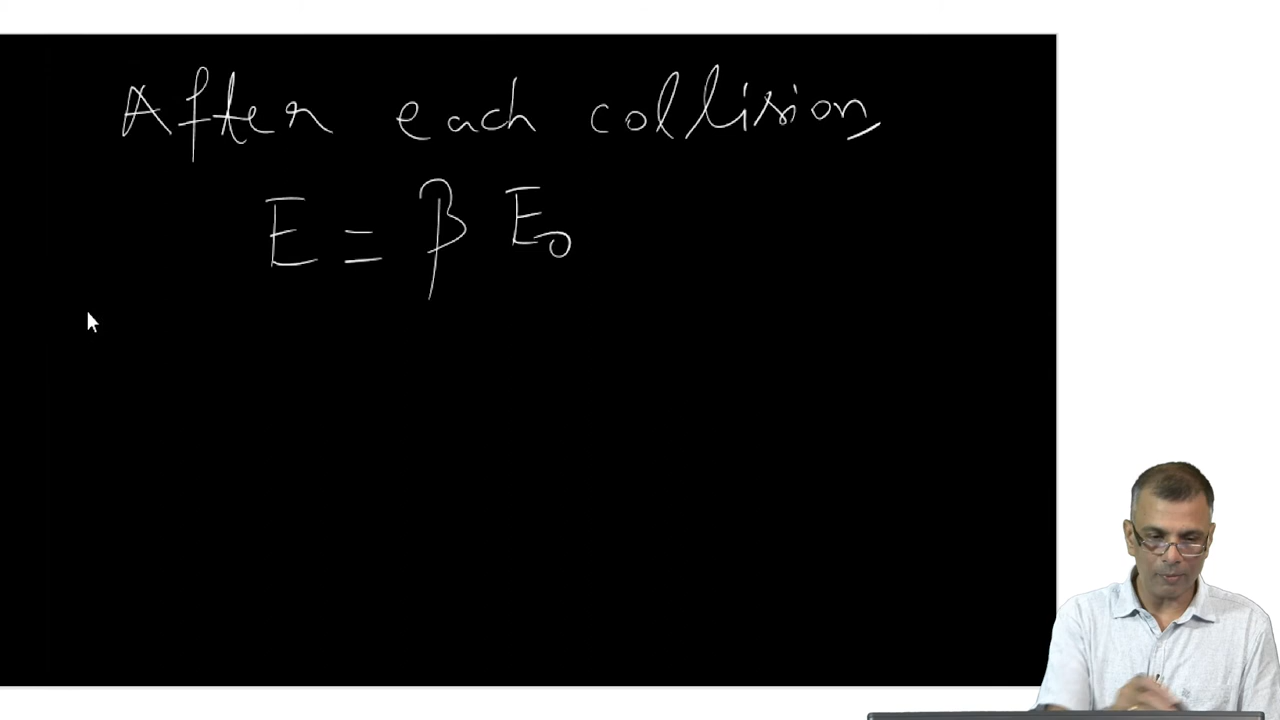 After each collision,
E = β E₀